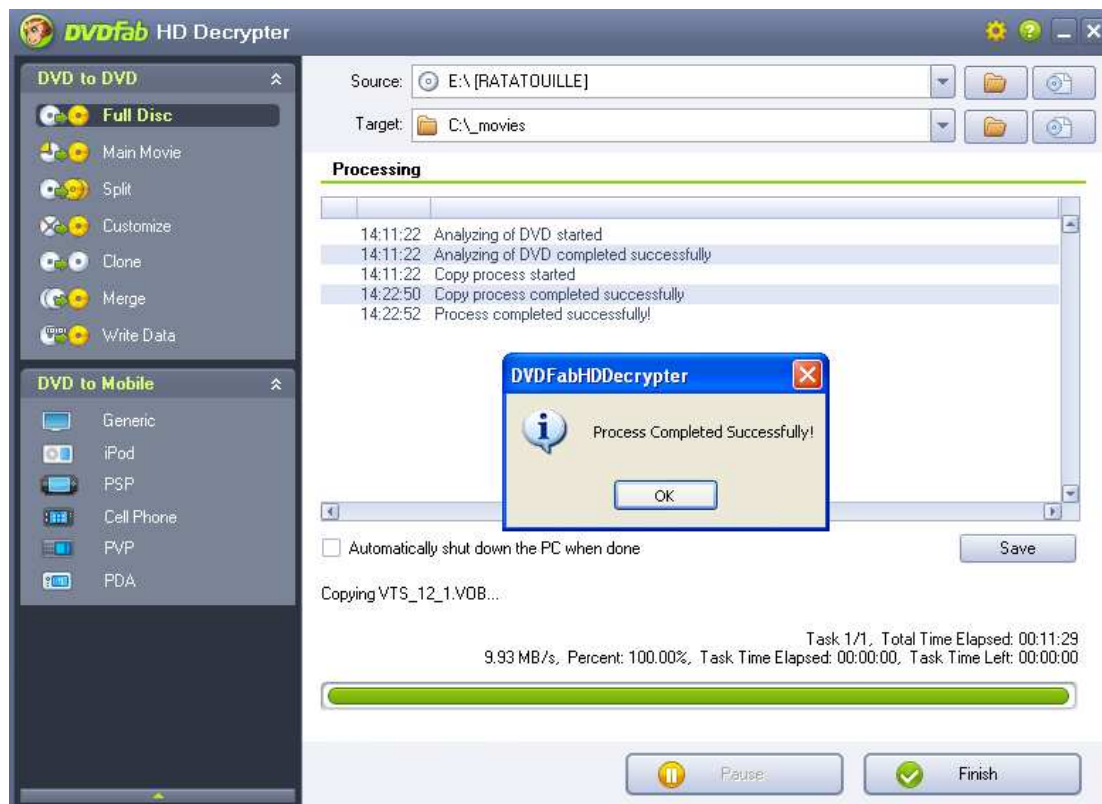 DVDfab HD Decrypter
DVD to DVD
Full Disc
Main Movie
Split
Customize
Clone
Merge
Write Data
DVD to Mobile
Generic
iPod
PSP
Cell Phone
PVP
PDA
Source: E:\ [RATATOUILLE]
Target: C:\_movies
Processing
14:11:22 Analyzing of DVD started
14:11:22 Analyzing of DVD completed successfully
14:11:22 Copy process started
14:22:50 Copy process completed successfully
14:22:52 Process completed successfully!
DVDFabHDDecrypter
Process Completed Successfully!
OK
Automatically shut down the PC when done
Save
Copying VTS_12_1.VOB...
Task 1/1, Total Time Elapsed: 00:11:29
9.93 MB/s, Percent: 100.00%, Task Time Elapsed: 00:00:00, Task Time Left: 00:00:00
Pause
Finish